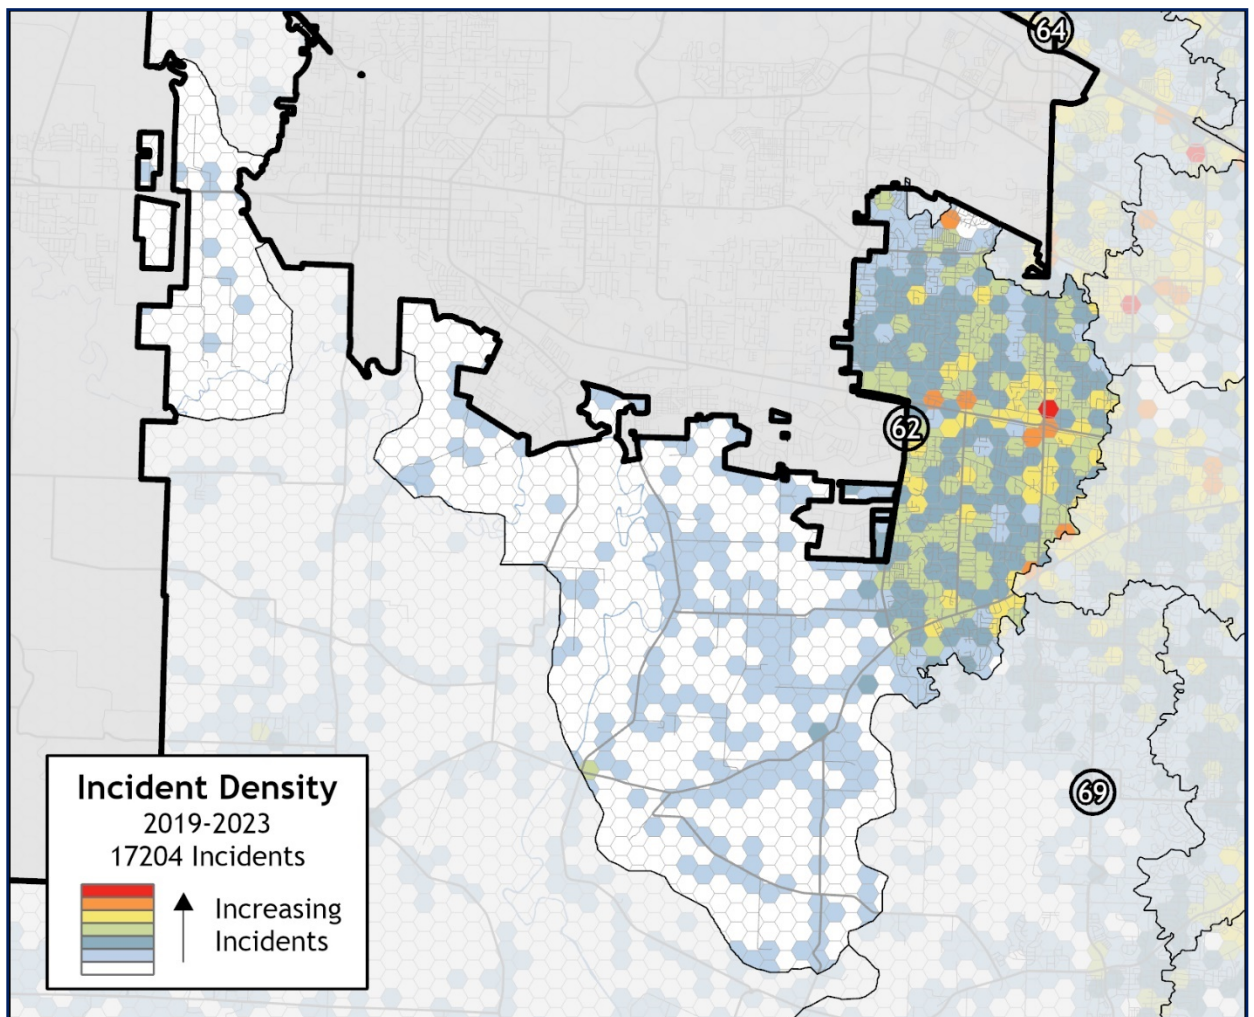 64
62
69
Incident Density
2019-2023
17204 Incidents
Increasing
Incidents